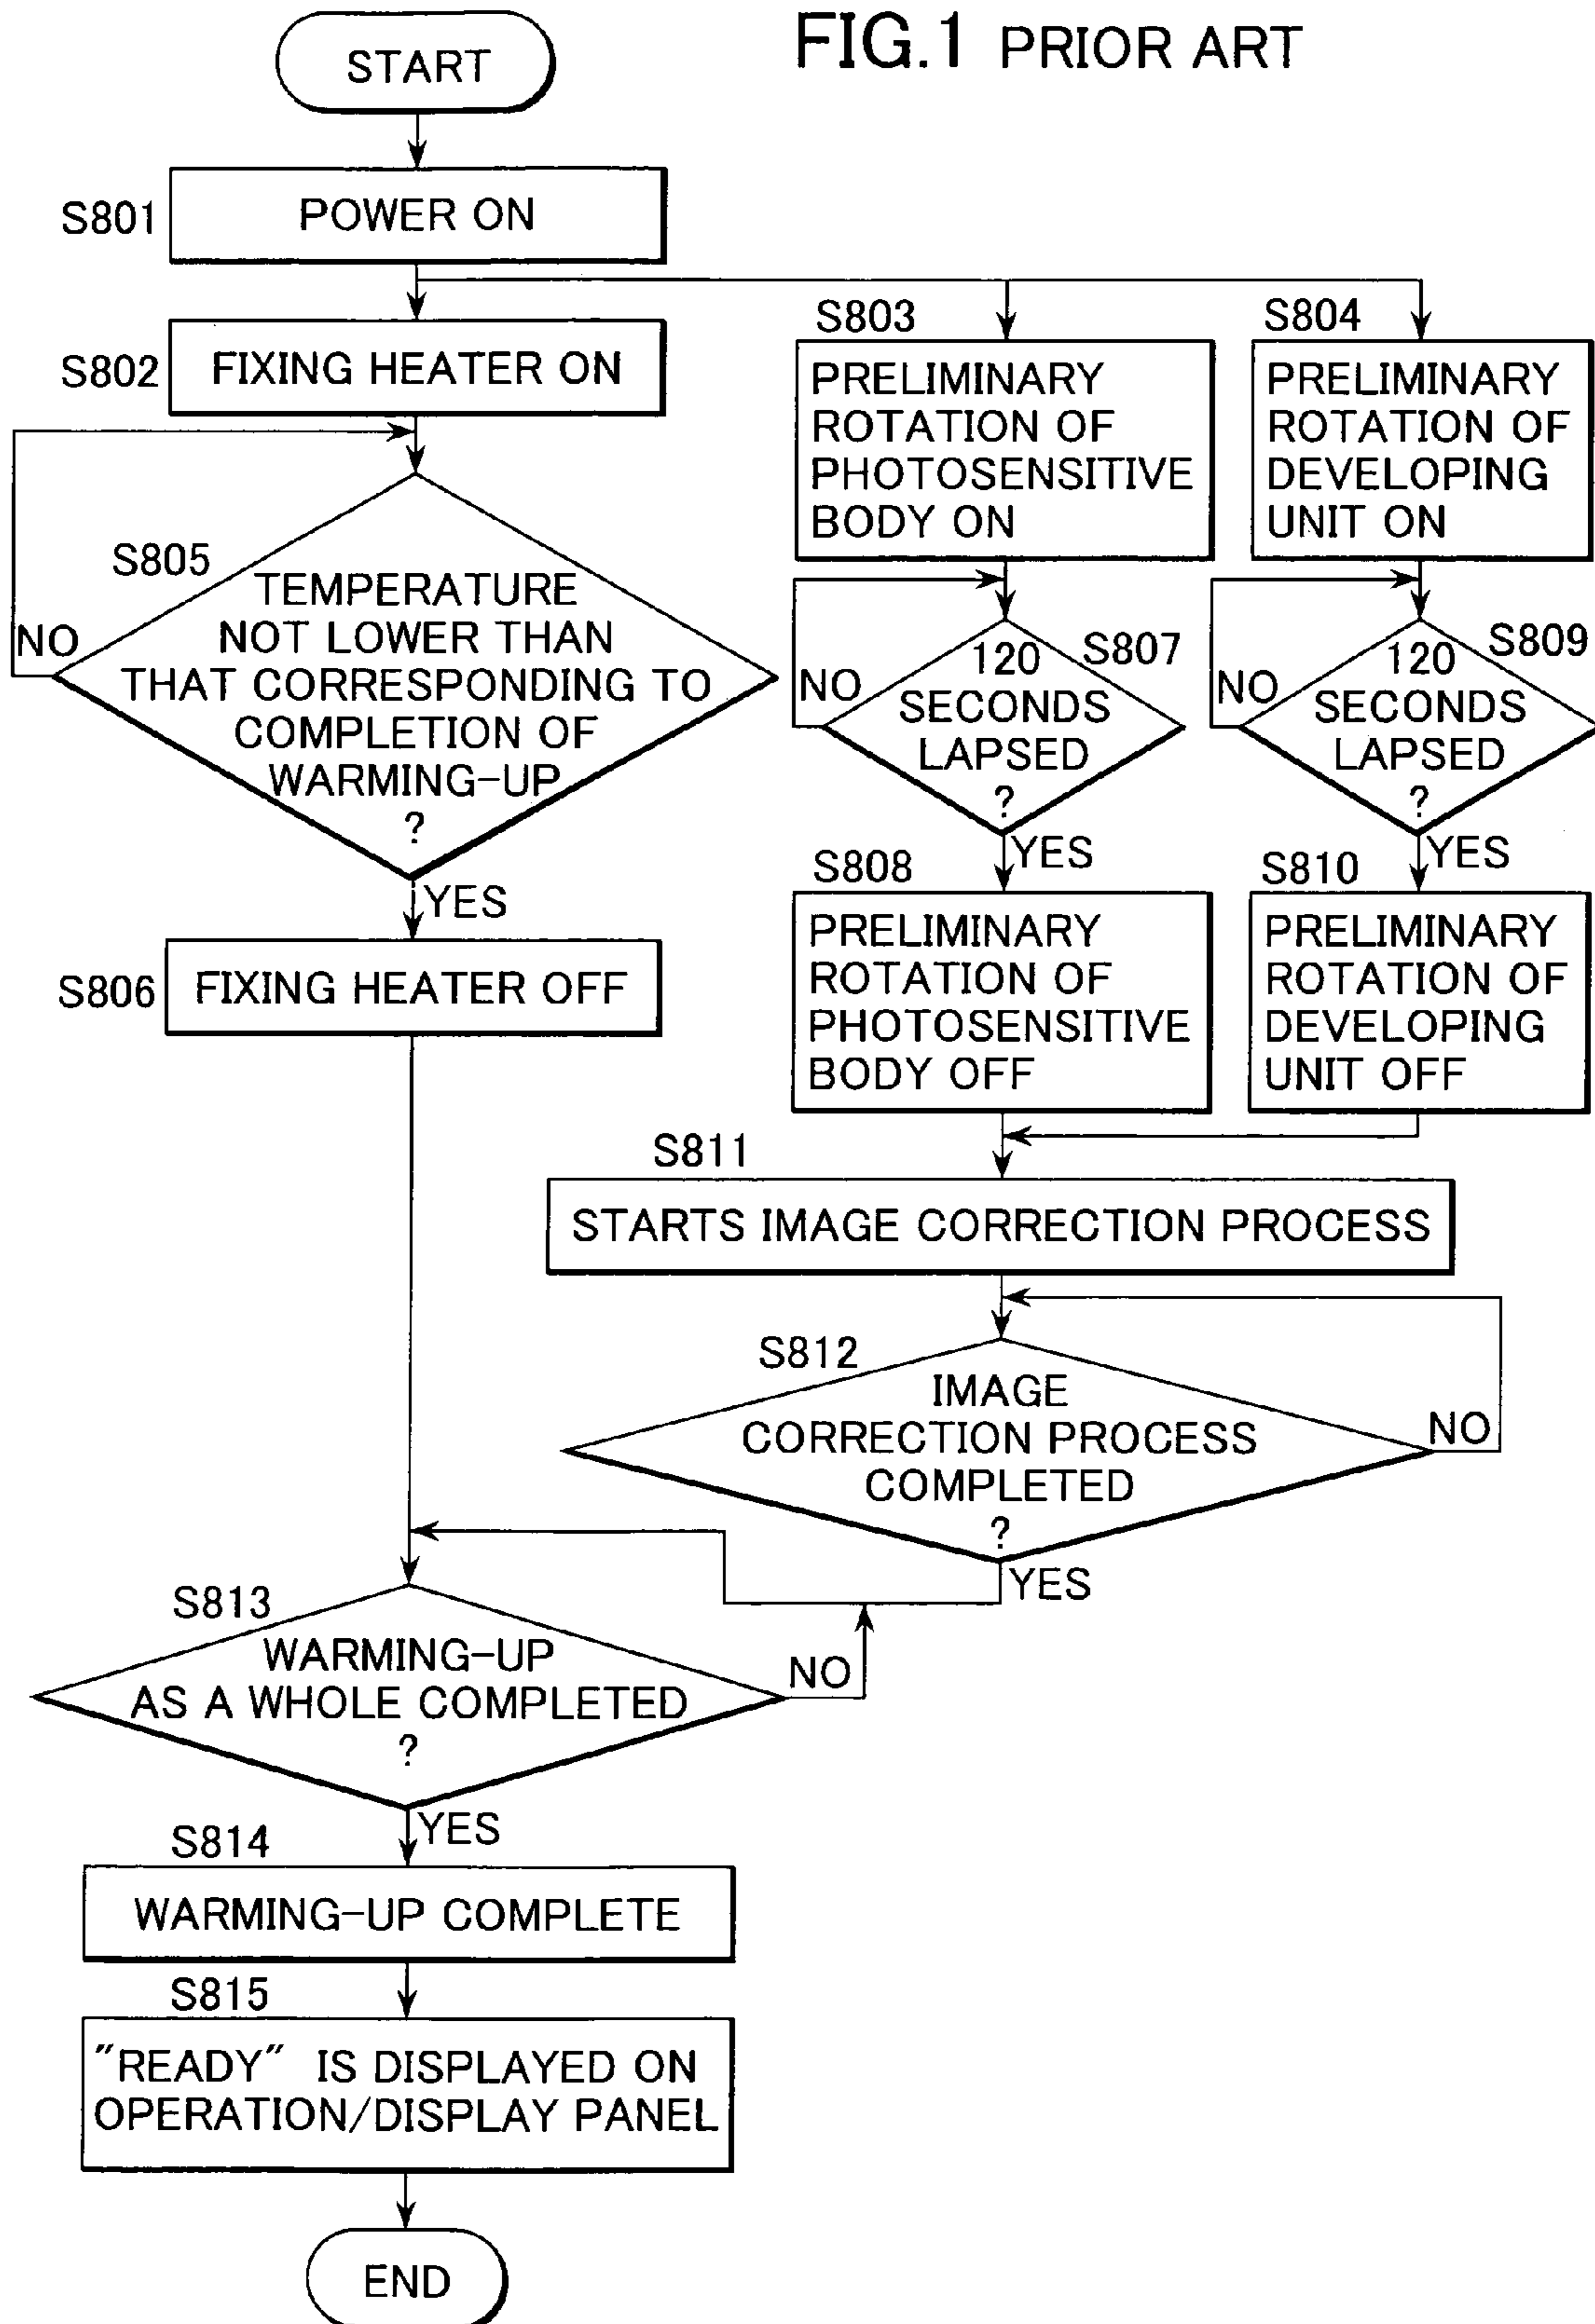 FIG.1 PRIOR ART
START
S801
POWER ON
S802
FIXING HEATER ON
S803
PRELIMINARY
ROTATION OF
PHOTOSENSITIVE
BODY ON
S804
PRELIMINARY
ROTATION OF
DEVELOPING
UNIT ON
S805
TEMPERATURE
NOT LOWER THAN
THAT CORRESPONDING TO
COMPLETION OF
WARMING-UP
?
NO
YES
S806
FIXING HEATER OFF
S807
120
SECONDS
LAPSED
?
NO
YES
S809
120
SECONDS
LAPSED
?
NO
YES
S808
PRELIMINARY
ROTATION OF
PHOTOSENSITIVE
BODY OFF
S810
PRELIMINARY
ROTATION OF
DEVELOPING
UNIT OFF
S811
STARTS IMAGE CORRECTION PROCESS
S812
IMAGE
CORRECTION PROCESS
COMPLETED
?
NO
YES
S813
WARMING-UP
AS A WHOLE COMPLETED
?
NO
YES
S814
WARMING-UP COMPLETE
S815
"READY" IS DISPLAYED ON
OPERATION/DISPLAY PANEL
END